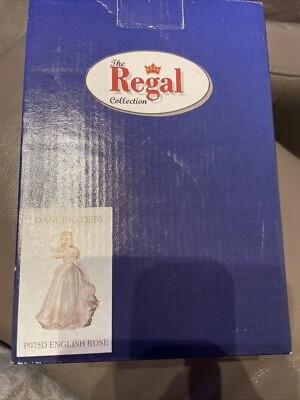 The
Regal
Collection
DANCING DEBS
P075D ENGLISH ROSE